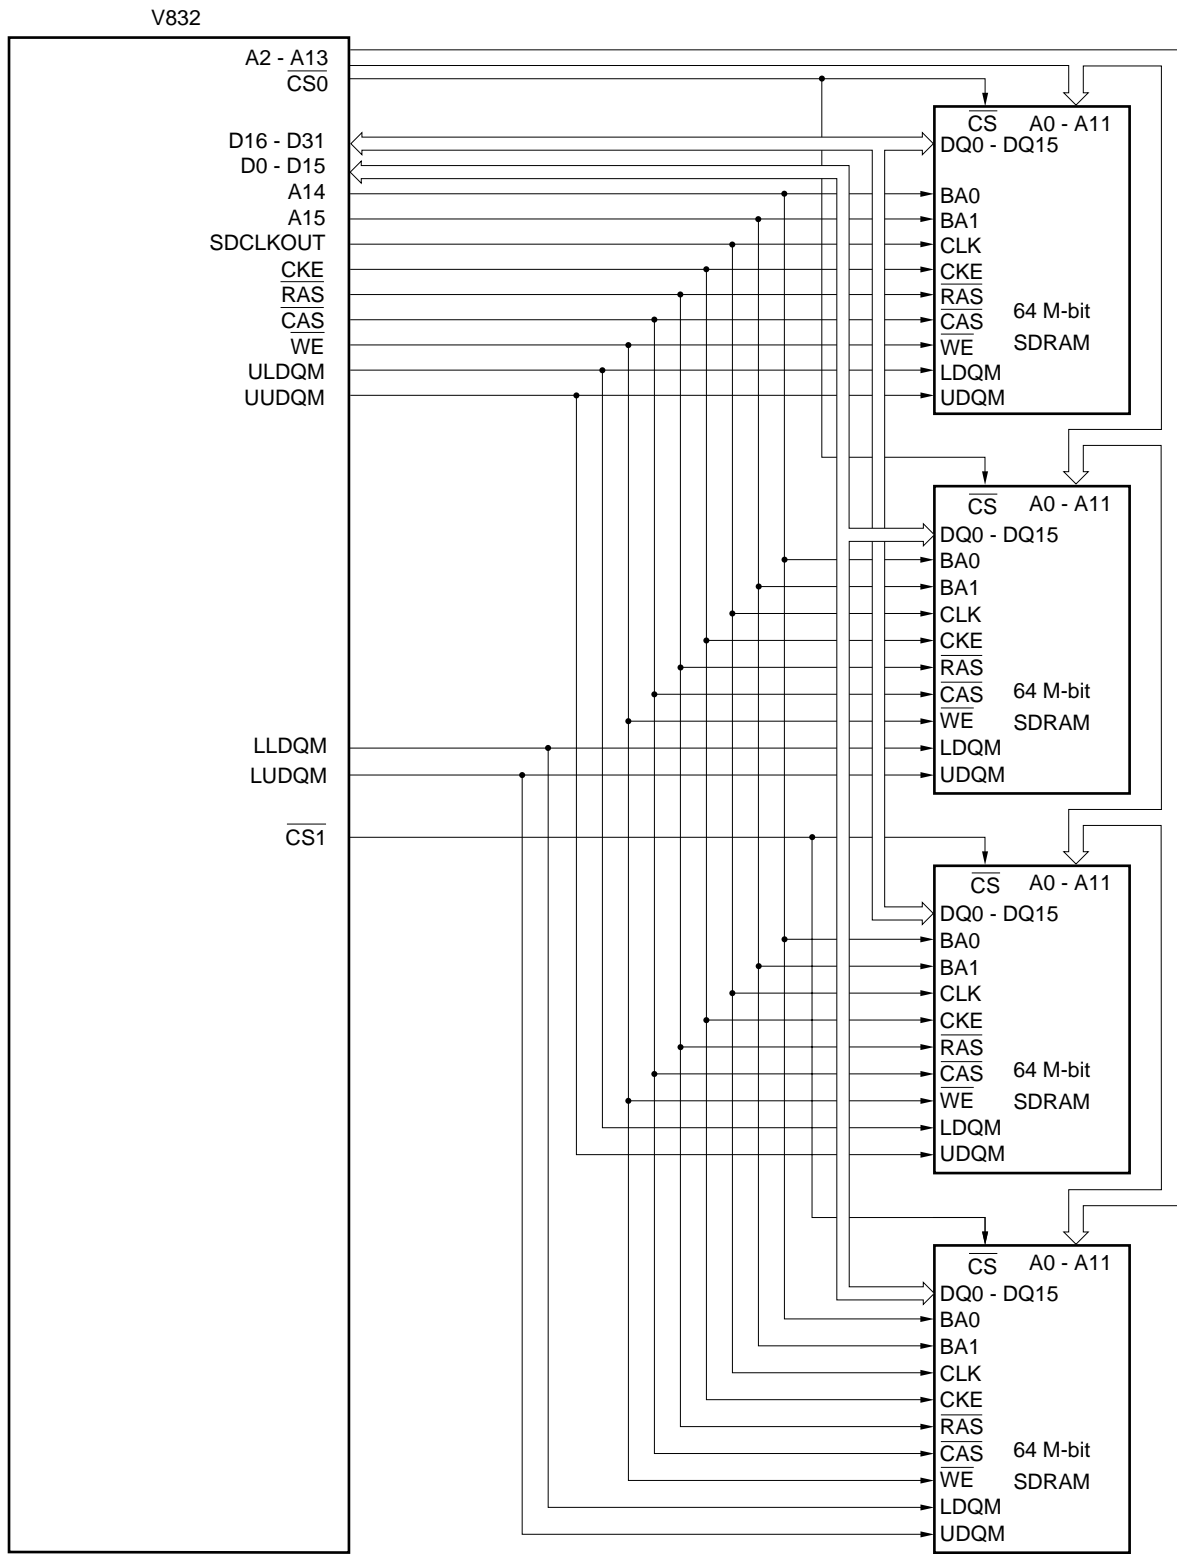 V832
A2 - A13
CS0
D16 - D31
D0 - D15
A14
A15
SDCLKOUT
CKE
RAS
CAS
WE
ULDQM
UUDQM
LLDQM
LUDQM
CS1
CS A0 - A11
DQ0 - DQ15
BA0
BA1
CLK
CKE
RAS
CAS
WE
LDQM
UDQM
64 M-bit
SDRAM
CS A0 - A11
DQ0 - DQ15
BA0
BA1
CLK
CKE
RAS
CAS
WE
LDQM
UDQM
64 M-bit
SDRAM
CS A0 - A11
DQ0 - DQ15
BA0
BA1
CLK
CKE
RAS
CAS
WE
LDQM
UDQM
64 M-bit
SDRAM
CS A0 - A11
DQ0 - DQ15
BA0
BA1
CLK
CKE
RAS
CAS
WE
LDQM
UDQM
64 M-bit
SDRAM